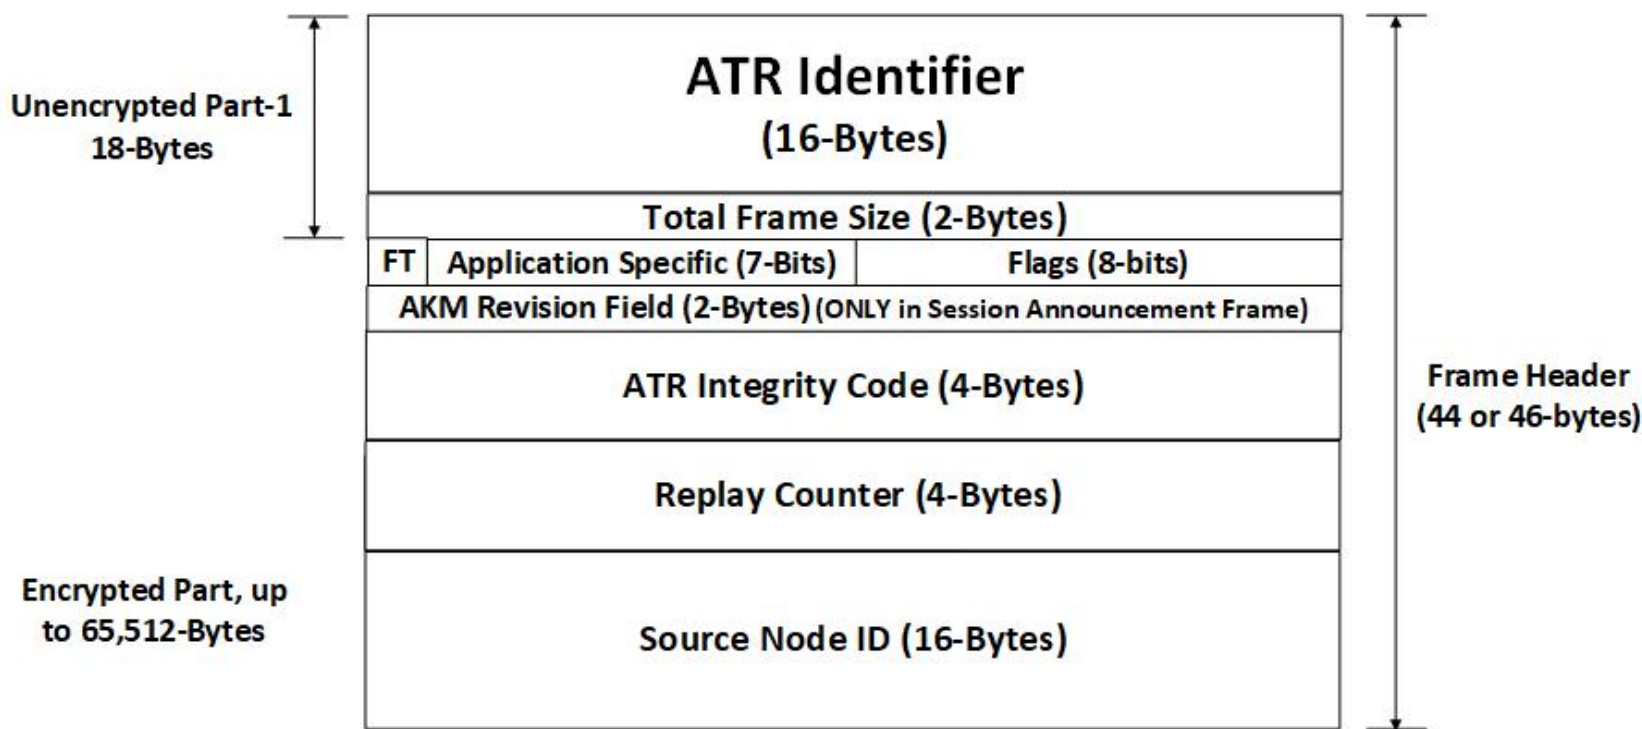 ATR Identifier
(16-Bytes)
Unencrypted Part-1
18-Bytes
Total Frame Size (2-Bytes)
FT
Application Specific (7-Bits)
Flags (8-bits)
AKM Revision Field (2-Bytes) (ONLY in Session Announcement Frame)
ATR Integrity Code (4-Bytes)
Frame Header
(44 or 46-bytes)
Replay Counter (4-Bytes)
Encrypted Part, up
to 65,512-Bytes
Source Node ID (16-Bytes)